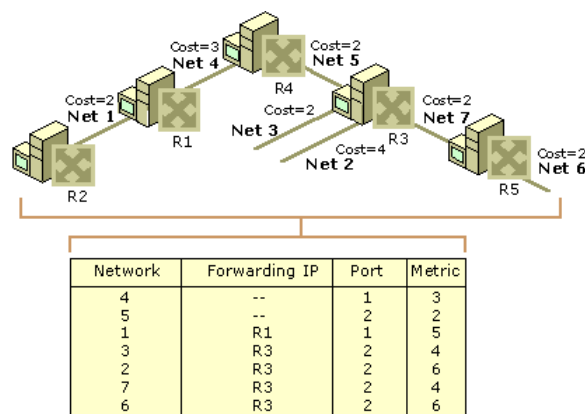 Cost=3
Net 4
Cost=2
Net 5
R4
Cost=2
Net 1
R1
Cost=2
Net 3
R3
Cost=2
Net 7
Cost=4
Net 2
R2
R5
Cost=2
Net 6
Network Forwarding IP Port Metric
4 -- 1 3
5 -- 2 2
1 R1 1 5
3 R3 2 4
2 R3 2 6
7 R3 2 4
6 R3 2 6